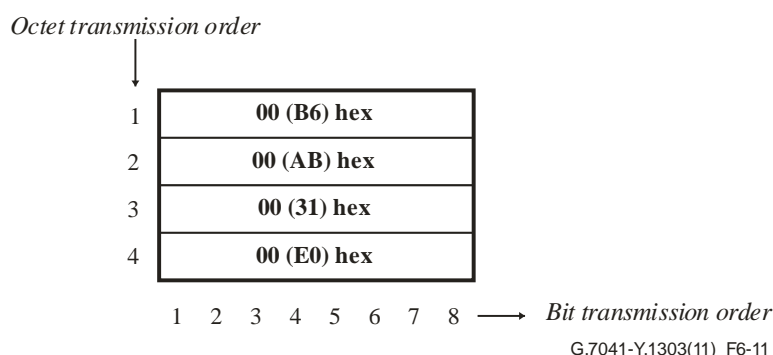 Octet transmission order
1 00 (B6) hex
2 00 (AB) hex
3 00 (31) hex
4 00 (E0) hex
1 2 3 4 5 6 7 8 Bit transmission order
G.7041-Y.1303(11)_F6-11